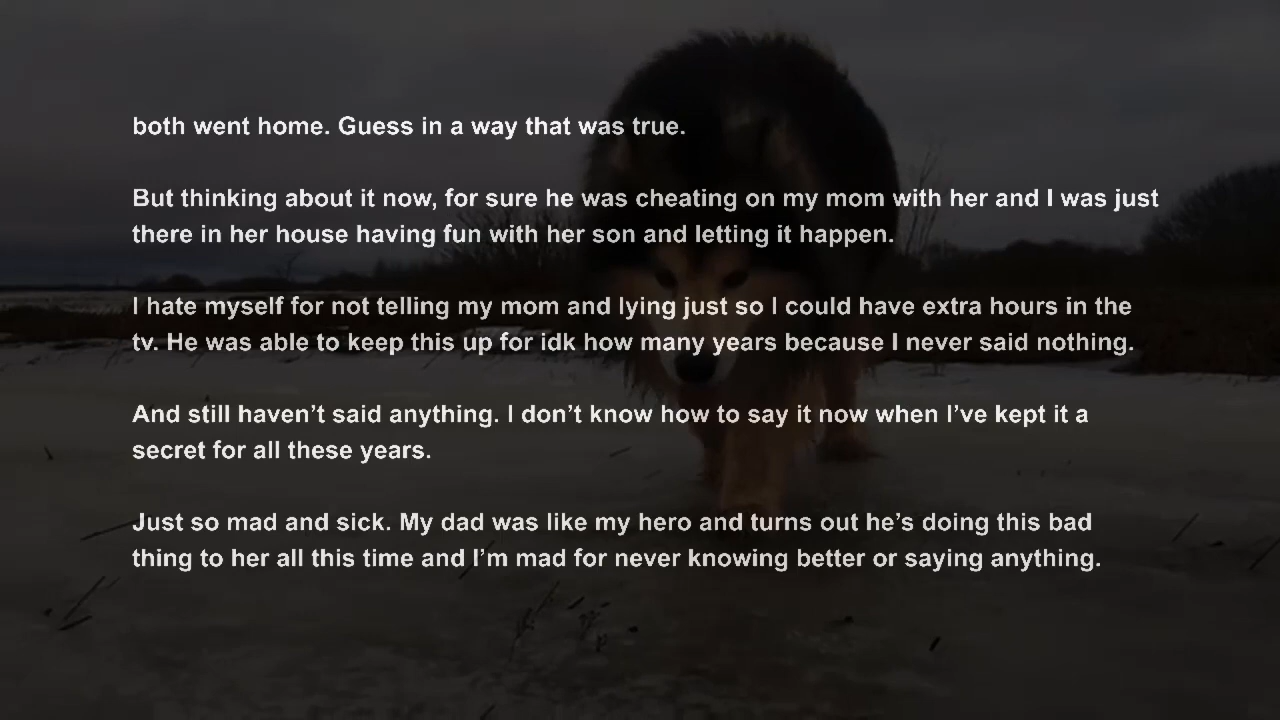 both went home. Guess in a way that was true.
But thinking about it now, for sure he was cheating on my mom with her and I was just
there in her house having fun with her son and letting it happen.
I hate myself for not telling my mom and lying just so I could have extra hours in the
tv. He was able to keep this up for idk how many years because I never said nothing.
And still haven’t said anything. I don’t know how to say it now when I’ve kept it a
secret for all these years.
Just so mad and sick. My dad was like my hero and turns out he’s doing this bad
thing to her all this time and I’m mad for never knowing better or saying anything.